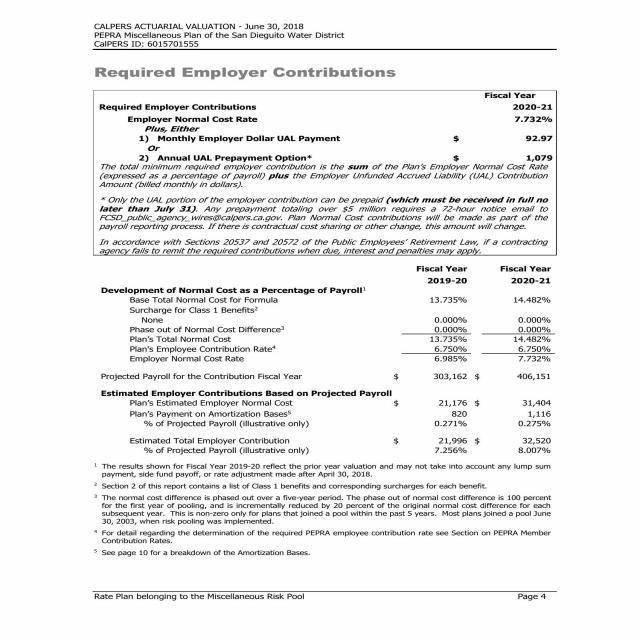 CALPERS ACTUARIAL VALUATION - June 30, 2018
PEPRA Miscellaneous Plan of the San Dieguito Water District
CalPERS ID: 6015701555
Required Employer Contributions
Fiscal Year
Required Employer Contributions 2020-21
Employer Normal Cost Rate 7.732%
Plus, Either
1) Monthly Employer Dollar UAL Payment $ 92.97
Or
2) Annual UAL Prepayment Option* $ 1,079
The total minimum required employer contribution is the sum of the Plan's Employer Normal Cost Rate
(expressed as a percentage of payroll) plus the Employer Unfunded Accrued Liability (UAL) Contribution
Amount (billed monthly in dollars).
* Only the UAL portion of the employer contribution can be prepaid (which must be received in full no
later than July 31). Any prepayment totaling over $5 million requires a 72-hour notice email to
FCSD_public_agency_wires@calpers.ca.gov. Plan Normal Cost contributions will be made as part of the
payroll reporting process. If there is contractual cost sharing or other change, this amount will change.
In accordance with Sections 20537 and 20572 of the Public Employees' Retirement Law, if a contracting
agency fails to remit the required contributions when due, interest and penalties may apply.
Fiscal Year Fiscal Year
2019-20 2020-21
Development of Normal Cost as a Percentage of Payroll1
Base Total Normal Cost for Formula 13.735% 14.482%
Surcharge for Class 1 Benefits2
None 0.000% 0.000%
Phase out of Normal Cost Difference3 0.000% 0.000%
Plan's Total Normal Cost 13.735% 14.482%
Plan's Employee Contribution Rate4 6.750% 6.750%
Employer Normal Cost Rate 6.985% 7.732%
Projected Payroll for the Contribution Fiscal Year $ 303,162 $ 406,151
Estimated Employer Contributions Based on Projected Payroll
Plan's Estimated Employer Normal Cost $ 21,176 $ 31,404
Plan's Payment on Amortization Bases5 820 1,116
% of Projected Payroll (illustrative only) 0.271% 0.275%
Estimated Total Employer Contribution $ 21,996 $ 32,520
% of Projected Payroll (illustrative only) 7.256% 8.007%
1 The results shown for Fiscal Year 2019-20 reflect the prior year valuation and may not take into account any lump sum
payment, side fund payoff, or rate adjustment made after April 30, 2018.
2 Section 2 of this report contains a list of Class 1 benefits and corresponding surcharges for each benefit.
3 The normal cost difference is phased out over a five-year period. The phase out of normal cost difference is 100 percent
for the first year of pooling, and is incrementally reduced by 20 percent of the original normal cost difference for each
subsequent year. This is non-zero only for plans that joined a pool within the past 5 years. Most plans joined a pool June
30, 2003, when risk pooling was implemented.
4 For detail regarding the determination of the required PEPRA employee contribution rate see Section on PEPRA Member
Contribution Rates.
5 See page 10 for a breakdown of the Amortization Bases.
Rate Plan belonging to the Miscellaneous Risk Pool Page 4